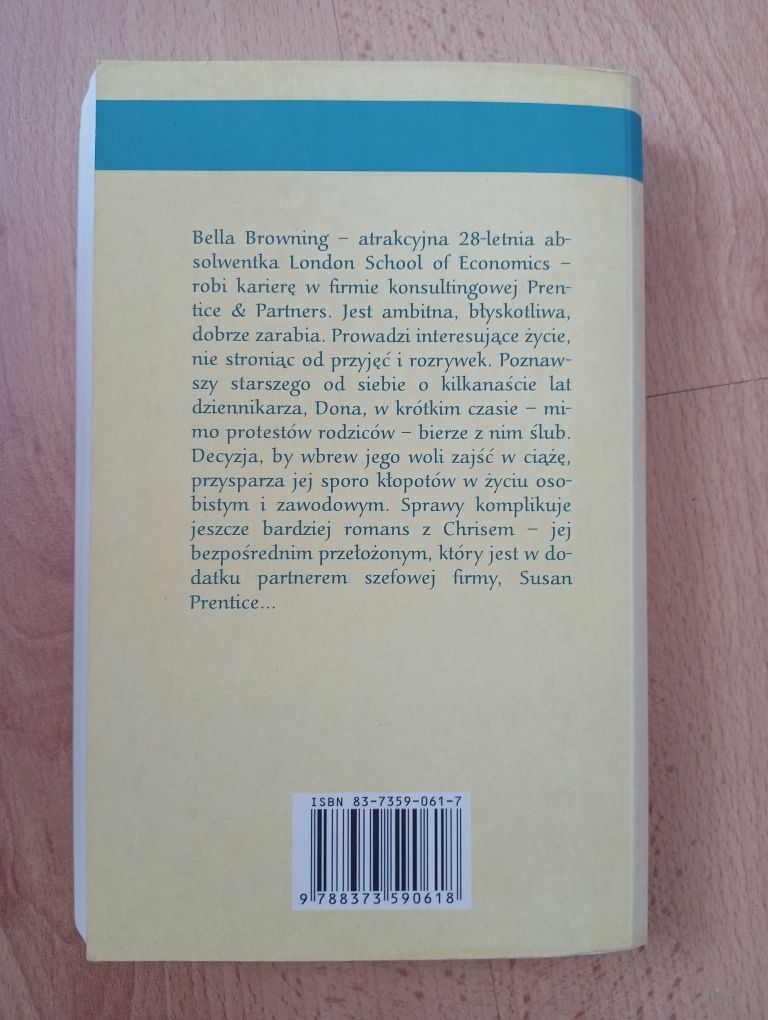 Bella Browning – atrakcyjna 28-letnia ab-
solwentka London School of Economics –
robi karierę w firmie konsultingowej Pren-
tice & Partners. Jest ambitna, błyskotliwa,
dobrze zarabia. Prowadzi interesujące życie,
nie stroniąc od przyjęć i rozrywek. Poznaw-
szy starszego od siebie o kilkanaście lat
dziennikarza, Dona, w krótkim czasie – mi-
mo protestów rodziców – bierze z nim ślub.
Decyzja, by wbrew jego woli zajść w ciążę,
przysparza jej sporo kłopotów w życiu oso-
bistym i zawodowym. Sprawy komplikuje
jeszcze bardziej romans z Chrisem – jej
bezpośrednim przełożonym, który jest w do-
datku partnerem szefowej firmy, Susan
Prentice...
ISBN 83-7359-061-7
9 788373 590618